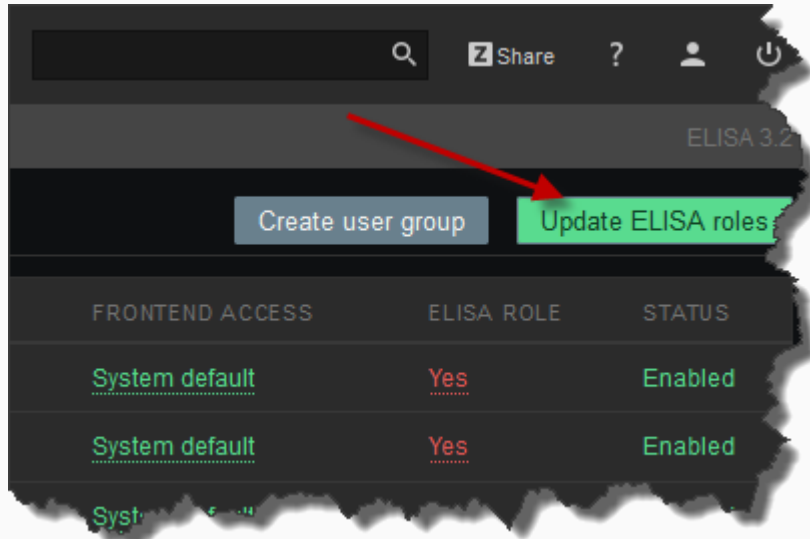 Z Share ?
ELISA 3.2
Create user group Update ELISA roles
FRONTEND ACCESS ELISA ROLE STATUS
System default Yes Enabled
System default Yes Enabled